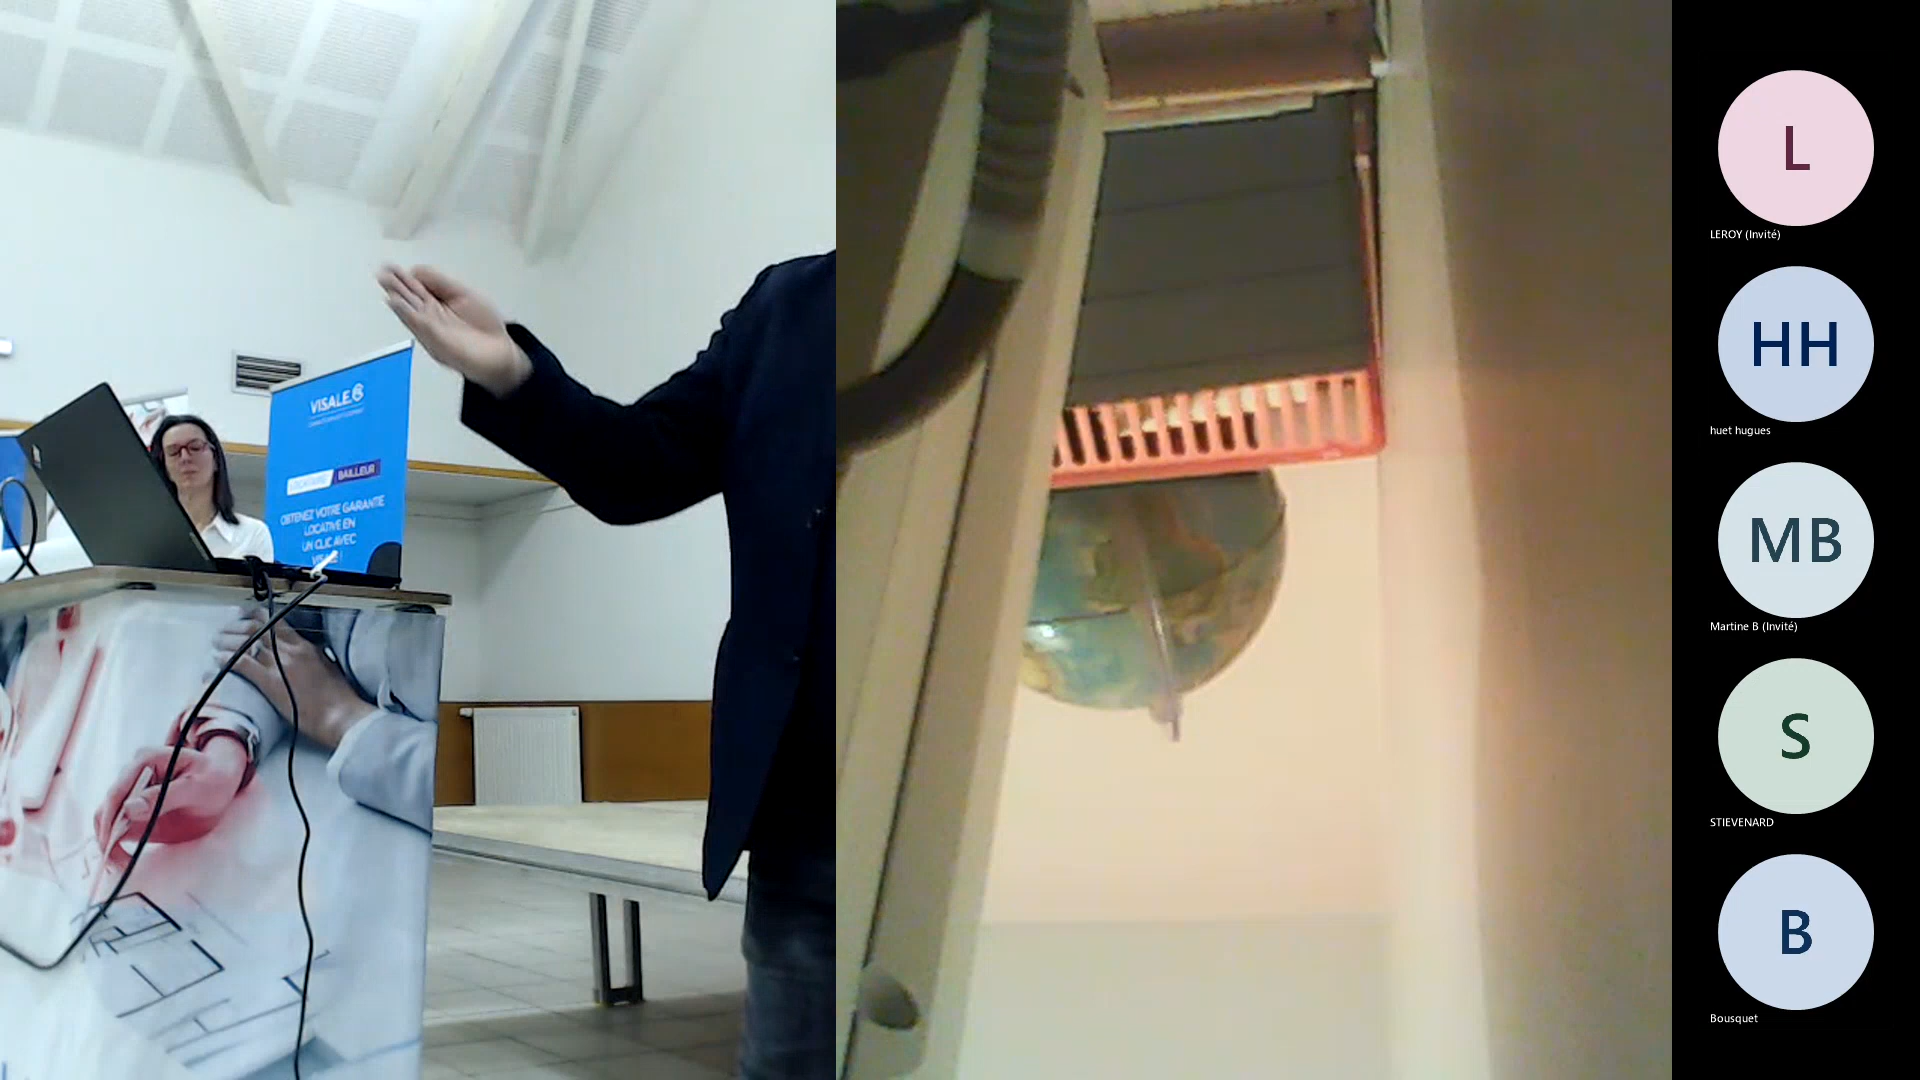 VISALE
LOCATAIRE BAILLEUR
OBTENEZ VOTRE GARANTIE
LOCATIVE EN
UN CLIC AVEC
L
LEROY (Invité)
HH
huet hugues
MB
Martine B (Invité)
S
STIEVENARD
B
Bousquet